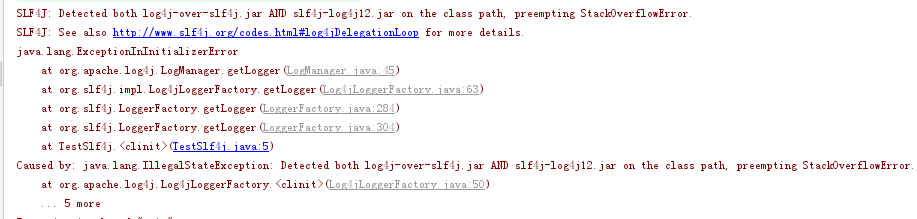 SLF4J: Detected both log4j-over-slf4j.jar AND slf4j-log4j12.jar on the class path, preempting StackOverflowError.
SLF4J: See also http://www.slf4j.org/codes.html#log4jDelegationLoop for more details.
java.lang.ExceptionInInitializerError
at org.apache.log4j.LogManager.getLogger(LogManager.java:45)
at org.slf4j.impl.Log4jLoggerFactory.getLogger(Log4jLoggerFactory.java:63)
at org.slf4j.LoggerFactory.getLogger(LoggerFactory.java:284)
at org.slf4j.LoggerFactory.getLogger(LoggerFactory.java:304)
at TestSlf4j.<clinit>(TestSlf4j.java:5)
Caused by: java.lang.IllegalStateException: Detected both log4j-over-slf4j.jar AND slf4j-log4j12.jar on the class path, preempting StackOverflowError.
at org.apache.log4j.Log4jLoggerFactory.<clinit>(Log4jLoggerFactory.java:50)
... 5 more